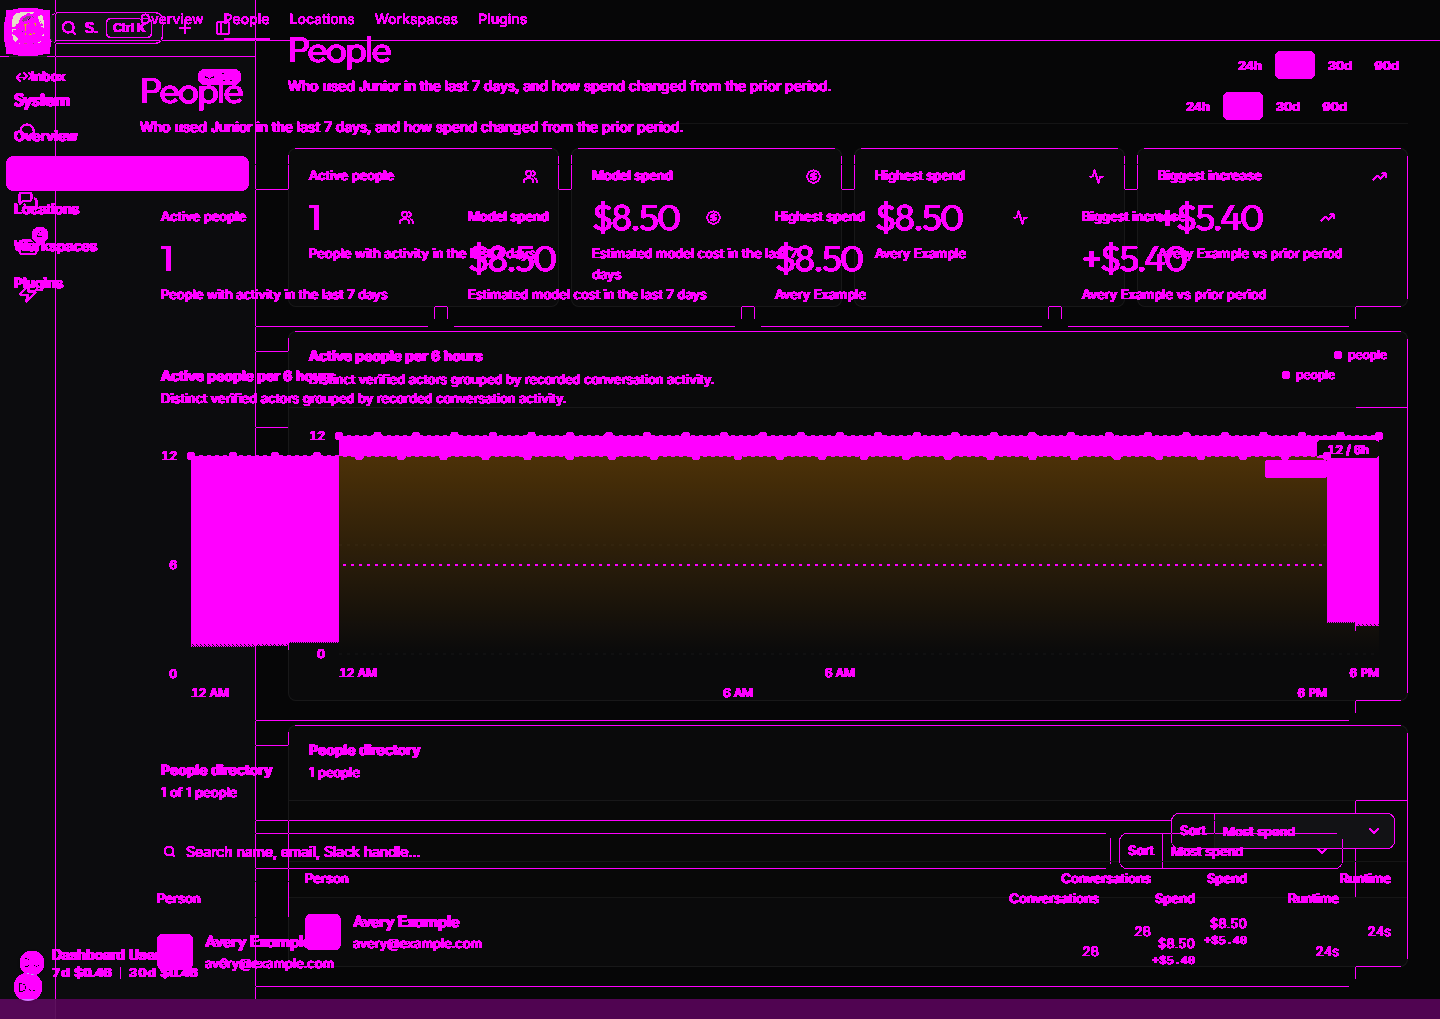 Overview People Locations Workspaces Plugins
S. Ctrl K
People
Who used Junior in the last 7 days, and how spend changed from the prior period.
24h 30d 90d
Inbox
System
Overview
Locations
Workspaces
Plugins
People
Who used Junior in the last 7 days, and how spend changed from the prior period.
24h 30d 90d
Active people
1
People with activity in the last 7 days
Model spend
$8.50
Estimated model cost in the last 7
days
Highest spend
$8.50
Avery Example
Biggest increase
+$5.40
Avery Example vs prior period
Active people
1
People with activity in the last 7 days
Model spend
$8.50
Estimated model cost in the last 7 days
Highest spend
$8.50
Avery Example
Biggest increase
+$5.40
Avery Example vs prior period
Active people per 6 hours
Distinct verified actors grouped by recorded conversation activity.
people
Active people per 6 hours
Distinct verified actors grouped by recorded conversation activity.
people
12
12 / 6h
12
6
0
0
12 AM 6 AM 6 PM
12 AM 6 AM 6 PM
People directory
1 people
People directory
1 of 1 people
Sort Most spend
Search name, email, Slack handle...
Sort Most spend
Person Conversations Spend Runtime
Person Conversations Spend Runtime
Avery Example
avery@example.com
28 $8.50 +$5.40 24s
Avery Example
avery@example.com
28 $8.50 +$5.40 24s
Dashboard User
7d $0.48 | 30d $0.48